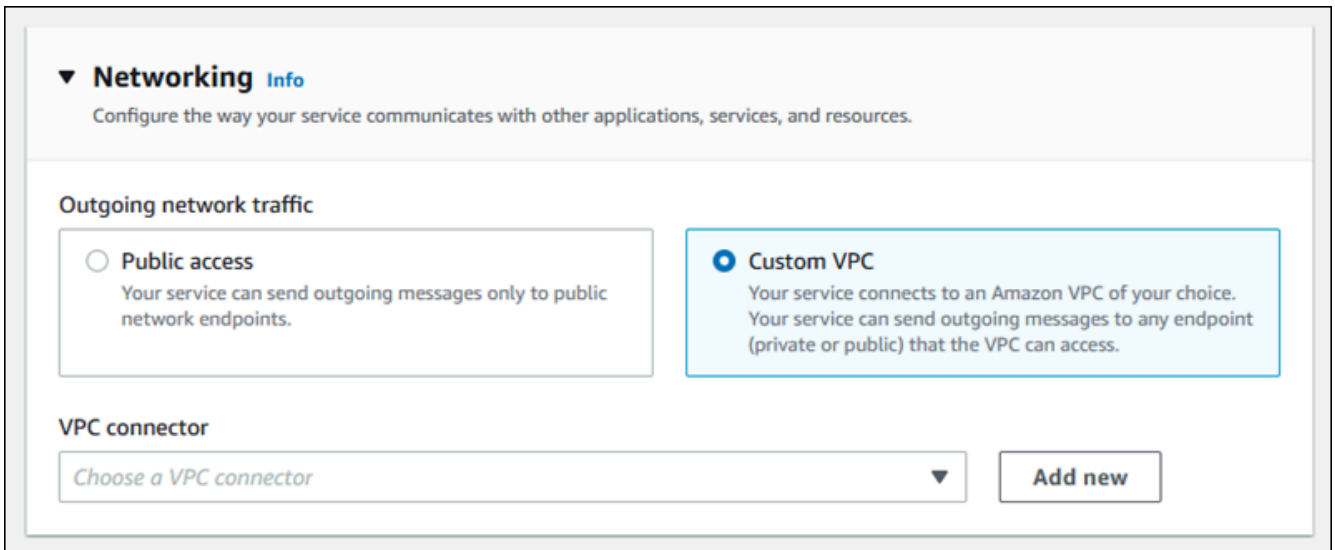 Networking Info
Configure the way your service communicates with other applications, services, and resources.
Outgoing network traffic
Public access
Your service can send outgoing messages only to public
network endpoints.
Custom VPC
Your service connects to an Amazon VPC of your choice.
Your service can send outgoing messages to any endpoint
(private or public) that the VPC can access.
VPC connector
Choose a VPC connector
Add new